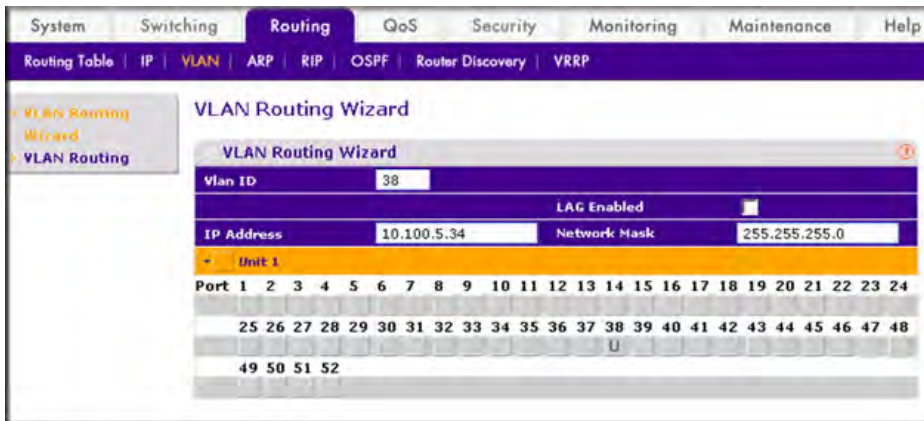 System Switching Routing QoS Security Monitoring Maintenance Help
Routing Table | IP | VLAN | ARP | RIP | OSPF | Router Discovery | VRRP
VLAN Routing
Wizard
VLAN Routing
VLAN Routing Wizard
VLAN Routing Wizard ?
Vlan ID 38
LAG Enabled
IP Address 10.100.5.34 Network Mask 255.255.255.0
Unit 1
Port 1 2 3 4 5 6 7 8 9 10 11 12 13 14 15 16 17 18 19 20 21 22 23 24
25 26 27 28 29 30 31 32 33 34 35 36 37 38 39 40 41 42 43 44 45 46 47 48
U
49 50 51 52